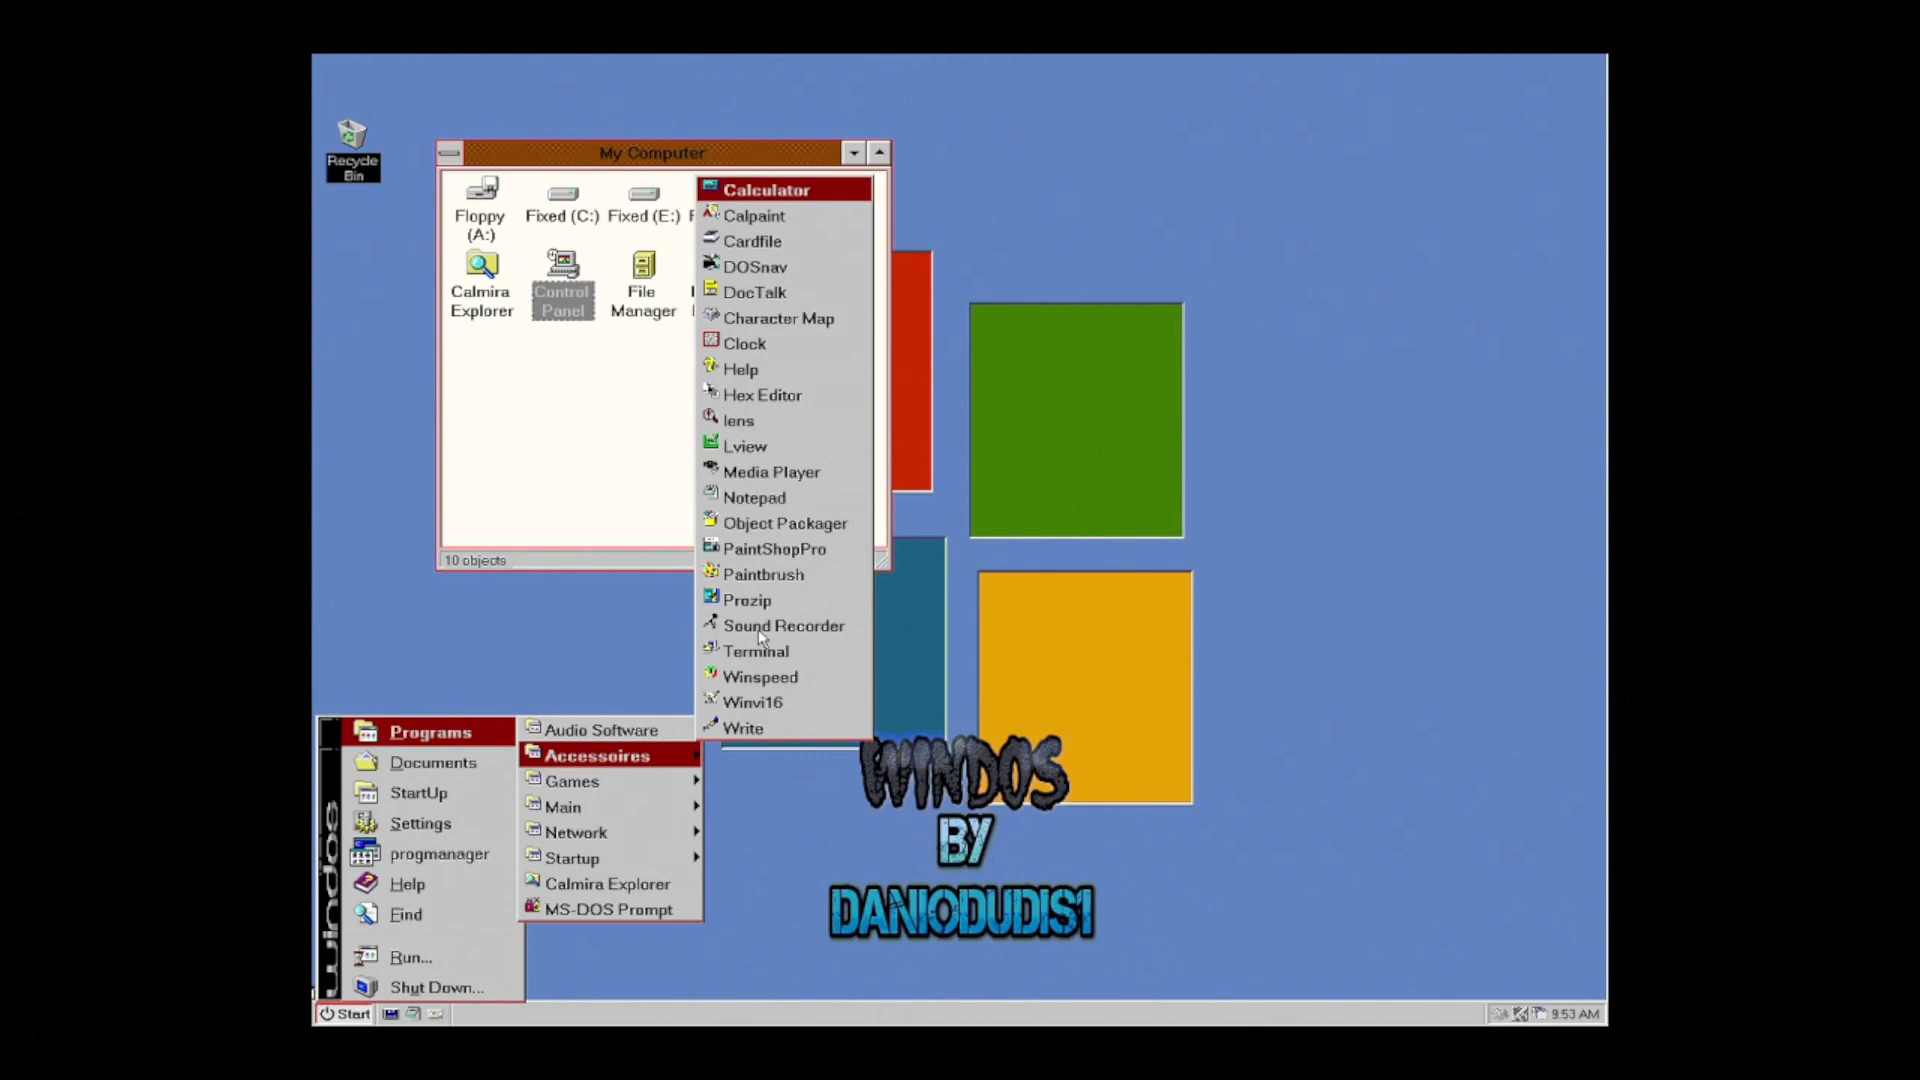 Recycle
Bin
My Computer
Floppy
(A:)
Fixed (C:)
Fixed (E:)
Calmira
Explorer
Control
Panel
File
Manager
10 objects
Calculator
Calpaint
Cardfile
DOSnav
DocTalk
Character Map
Clock
Help
Hex Editor
lens
Lview
Media Player
Notepad
Object Packager
PaintShopPro
Paintbrush
Prozip
Sound Recorder
Terminal
Winspeed
Winvi16
Write
Audio Software
Accessoires
Games
Main
Network
Startup
Calmira Explorer
MS-DOS Prompt
Programs
Documents
StartUp
Settings
progmanager
Help
Find
Run...
Shut Down...
windos
WINDOS
BY
DANIODUDIS1
Start
9:53 AM